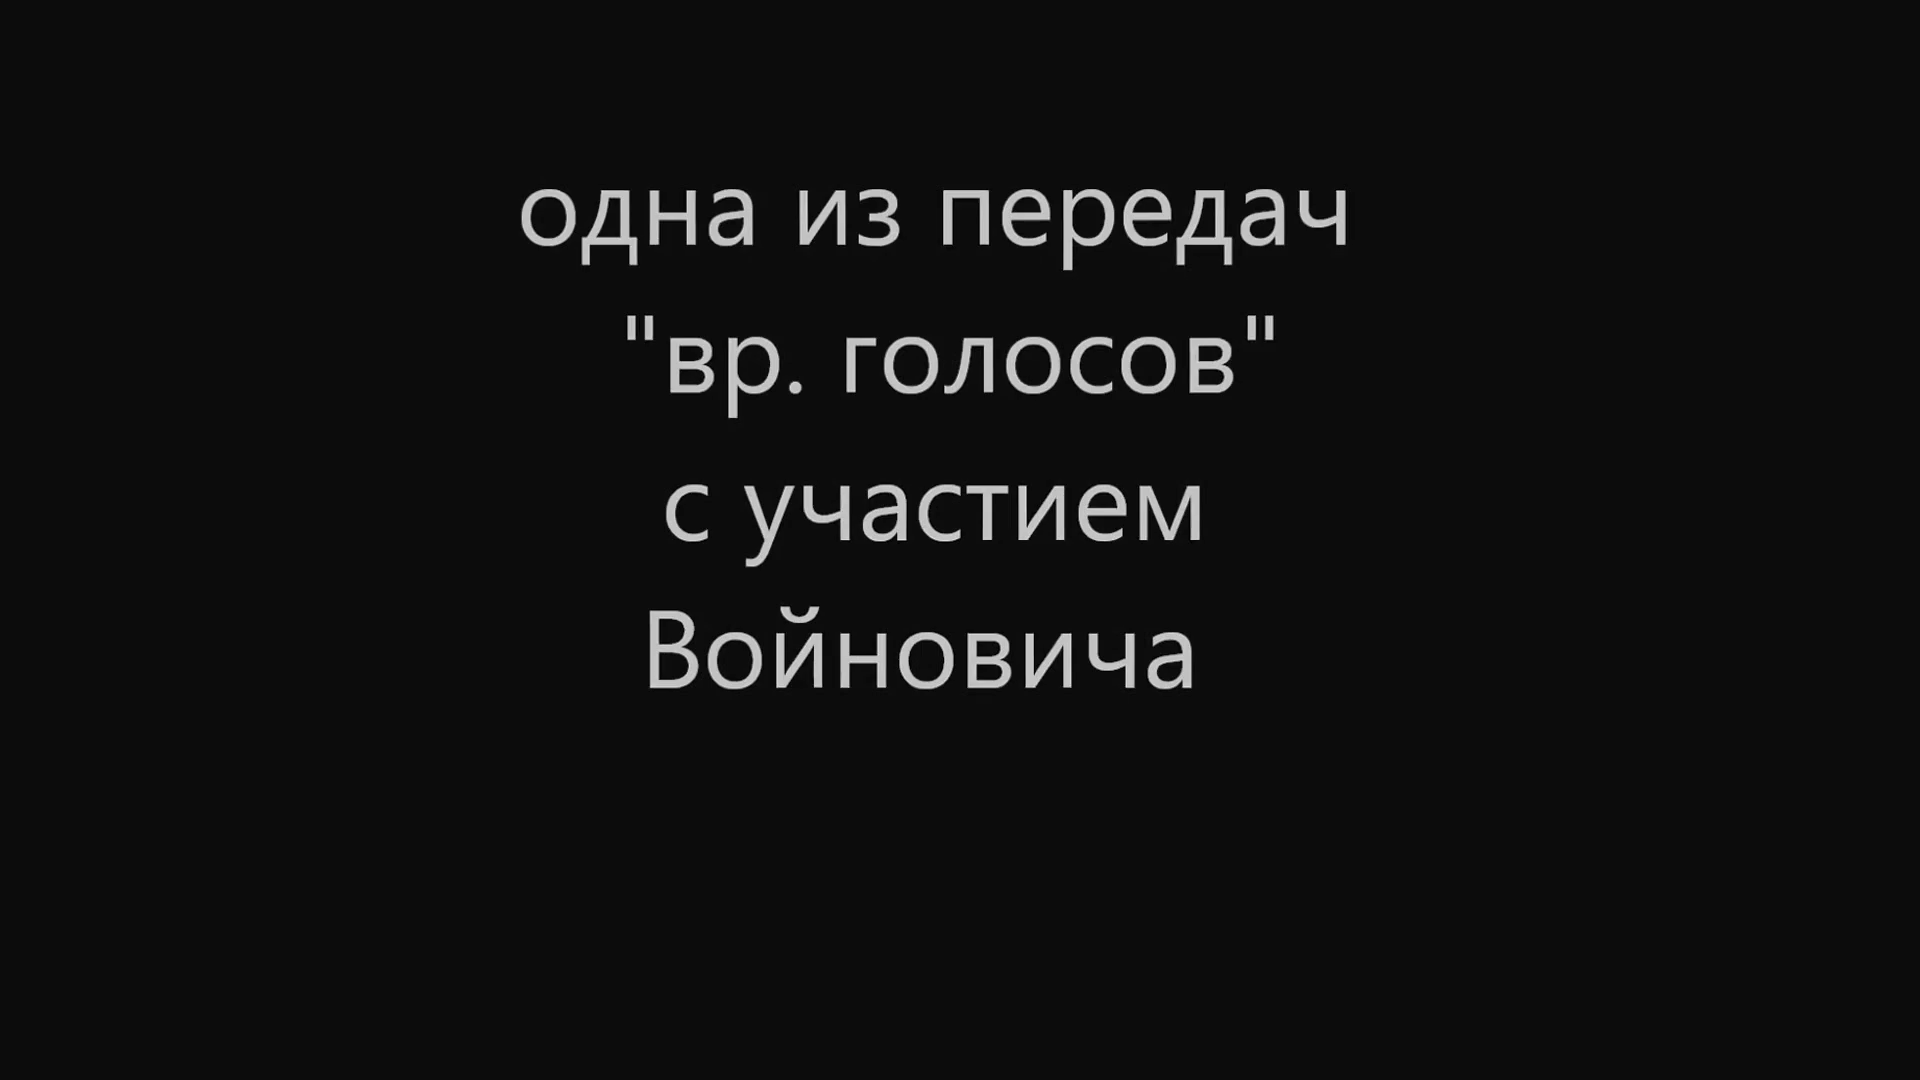 одна из передач
"вр. голосов"
с участием
Войновича